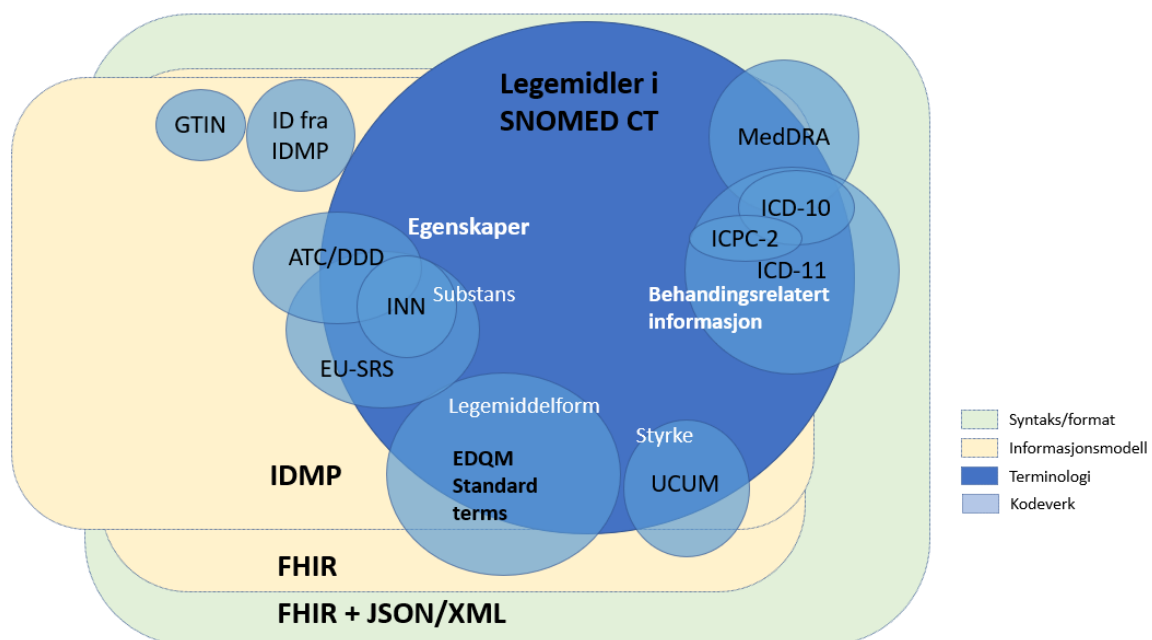 Legemidler i
SNOMED CT
GTIN
ID fra
IDMP
MedDRA
ICD-10
ICPC-2
ICD-11
Behandingsrelatert
informasjon
Egenskaper
ATC/DDD
Substans
INN
EU-SRS
Legemiddelform
EDQM
Standard
terms
Styrke
UCUM
IDMP
FHIR
FHIR + JSON/XML
Syntaks/format
Informasjonsmodell
Terminologi
Kodeverk